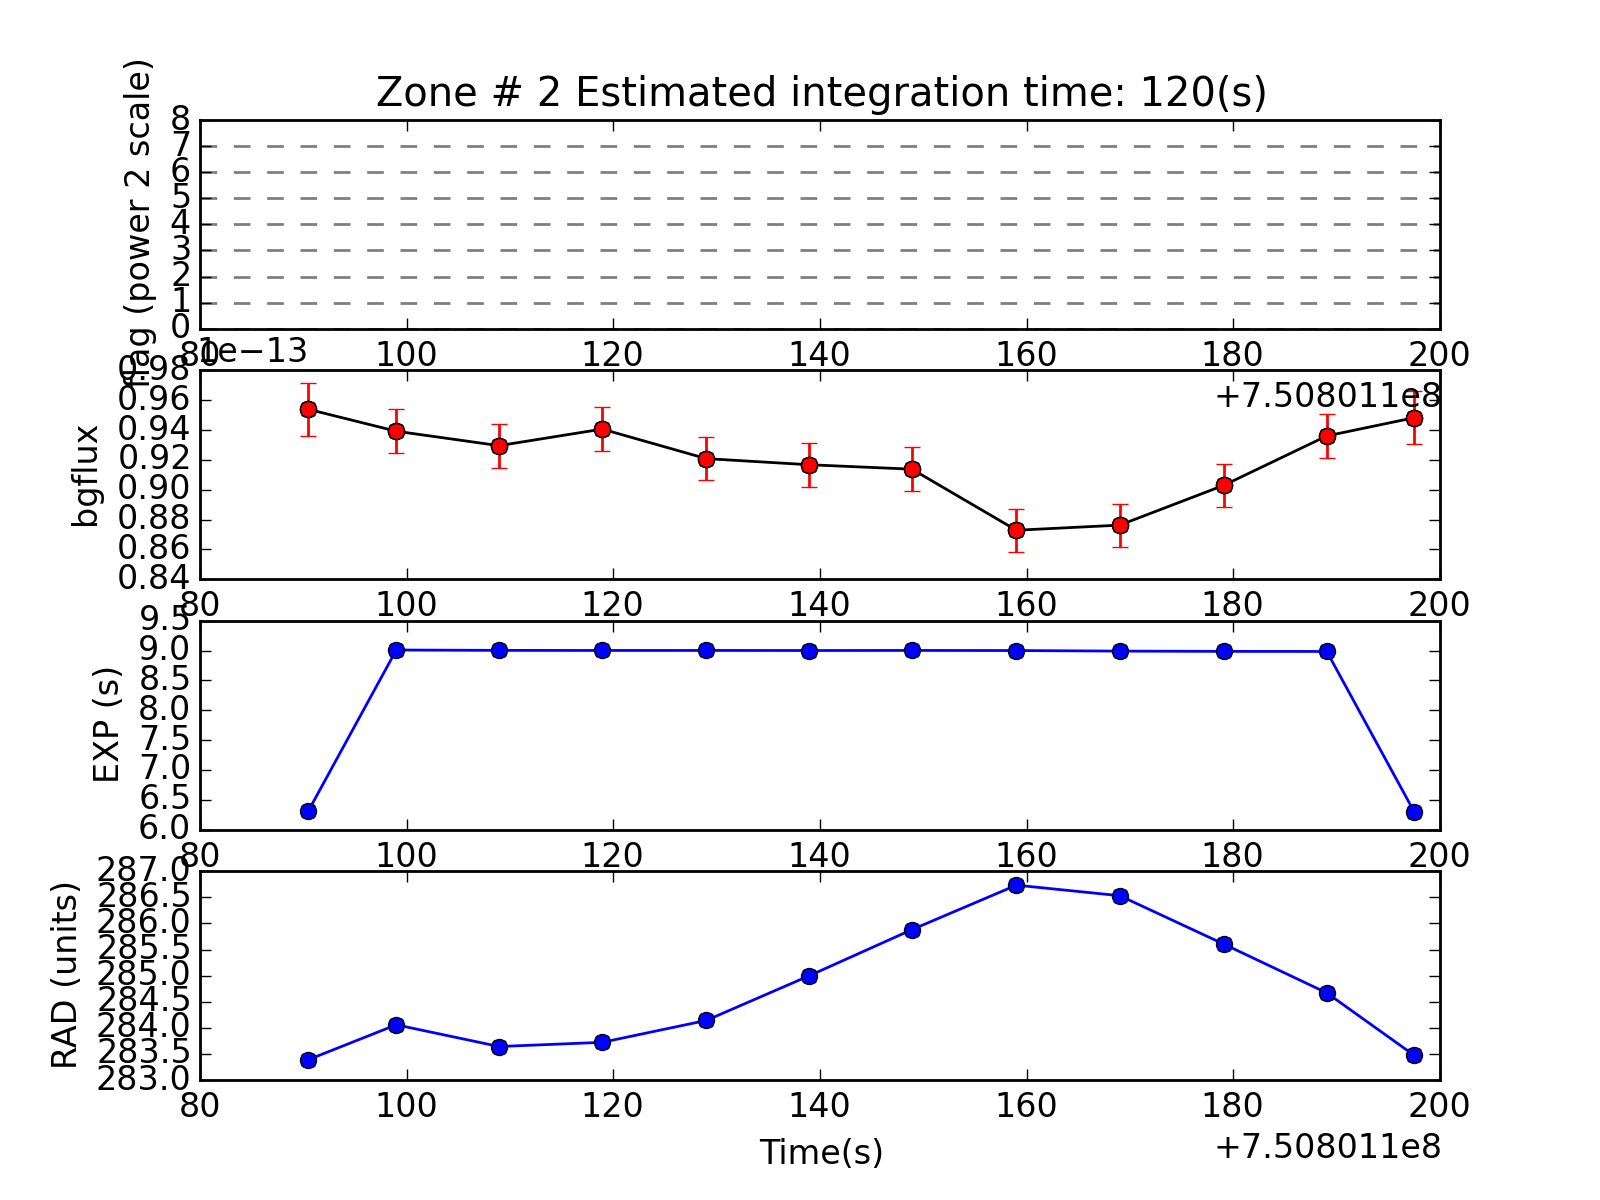 Zone # 2 Estimated integration time: 120(s)
flag (power 2 scale)
8
7
6
5
4
3
2
1
0
80 100 120 140 160 180 200
1e−13
+7.508011e8
bgflux
0.98
0.96
0.94
0.92
0.90
0.88
0.86
0.84
80 100 120 140 160 180 200
EXP (s)
9.5
9.0
8.5
8.0
7.5
7.0
6.5
6.0
80 100 120 140 160 180 200
RAD (units)
287.0
286.5
286.0
285.5
285.0
284.5
284.0
283.5
283.0
80 100 120 140 160 180 200
Time(s)
+7.508011e8